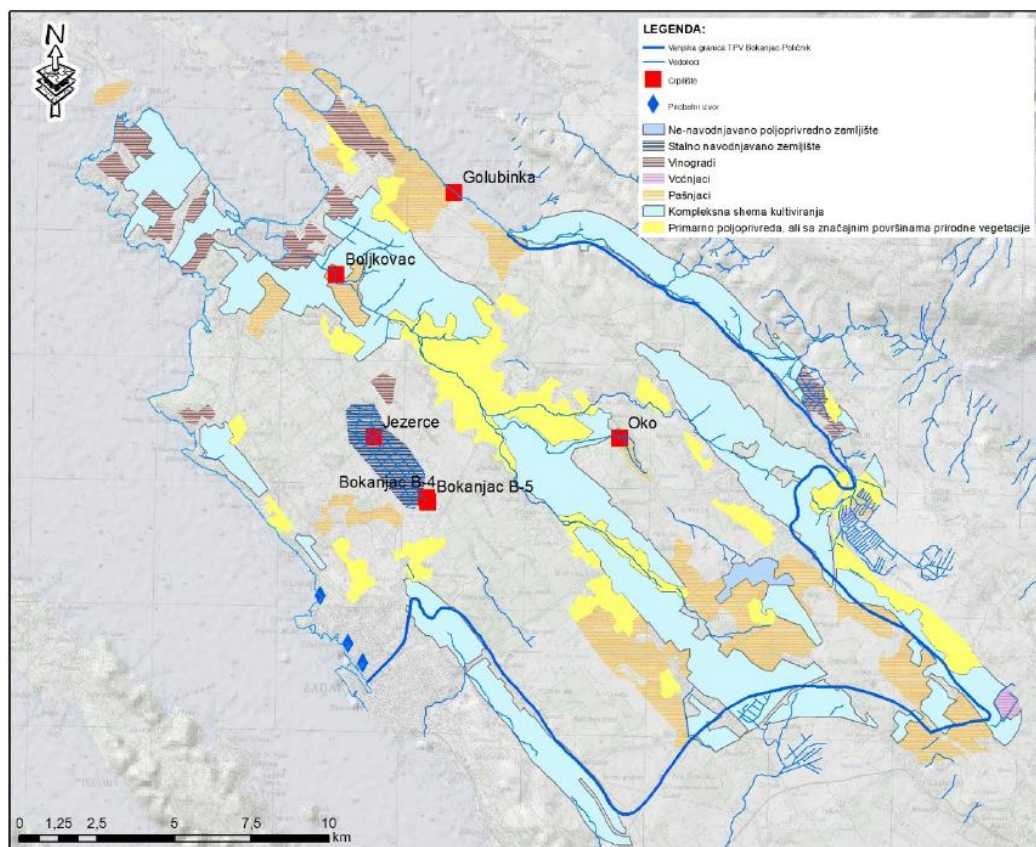 N
LEGENDA:
Vanjska granica TPV Bokanjac-Poličnik
Vodotoci
Crpilište
Priobalni izvor
Ne-navodnjavano poljoprivredno zemljište
Stalno navodnjavano zemljište
Vinogradi
Voćnjaci
Pašnjaci
Kompleksna shema kultiviranja
Primarno poljoprivreda, ali sa značajnim površinama prirodne vegetacije
Golubinka
Boljkovac
Jezerce
Oko
Bokanjac B-4
Bokanjac B-5
ZADAR
0 1,25 2,5 5 7,5 10
km